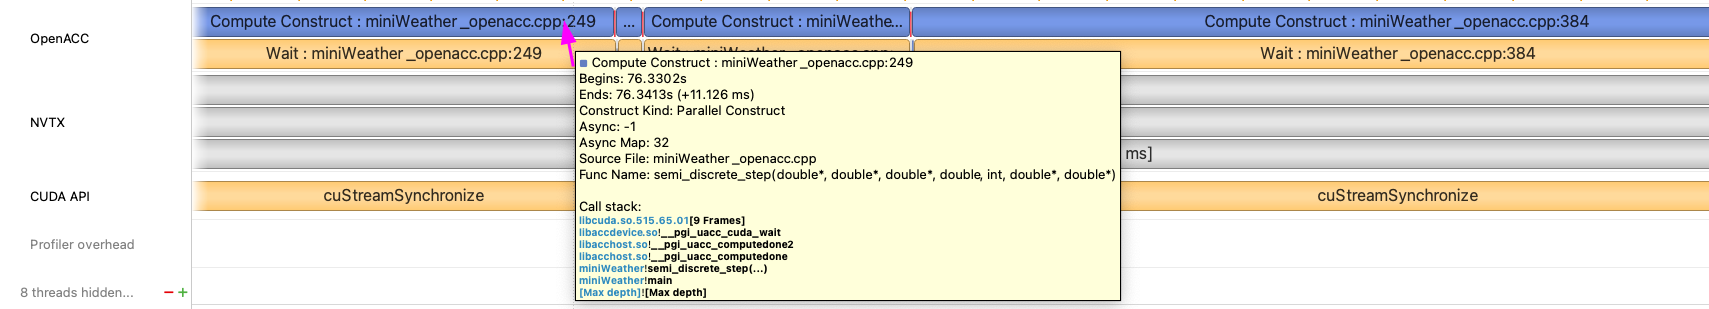 OpenACC
Compute Construct : miniWeather_openacc.cpp:249
...
Compute Construct : miniWeathe...
Compute Construct : miniWeather_openacc.cpp:384
Wait : miniWeather_openacc.cpp:249
Wait : miniWeather_openacc.cpp:384
Compute Construct : miniWeather_openacc.cpp:249
Begins: 76.3302s
Ends: 76.3413s (+11.126 ms)
Construct Kind: Parallel Construct
Async: -1
Async Map: 32
Source File: miniWeather_openacc.cpp
Func Name: semi_discrete_step(double*, double*, double*, double, int, double*, double*)
Call stack:
libcuda.so.515.65.01[9 Frames]
libaccdevice.so!__pgi_uacc_cuda_wait
libacchost.so!__pgi_uacc_computedone2
libacchost.so!__pgi_uacc_computedone
miniWeather!semi_discrete_step(...)
miniWeather!main
[Max depth]![Max depth]
NVTX
ms]
CUDA API
cuStreamSynchronize
cuStreamSynchronize
Profiler overhead
8 threads hidden...